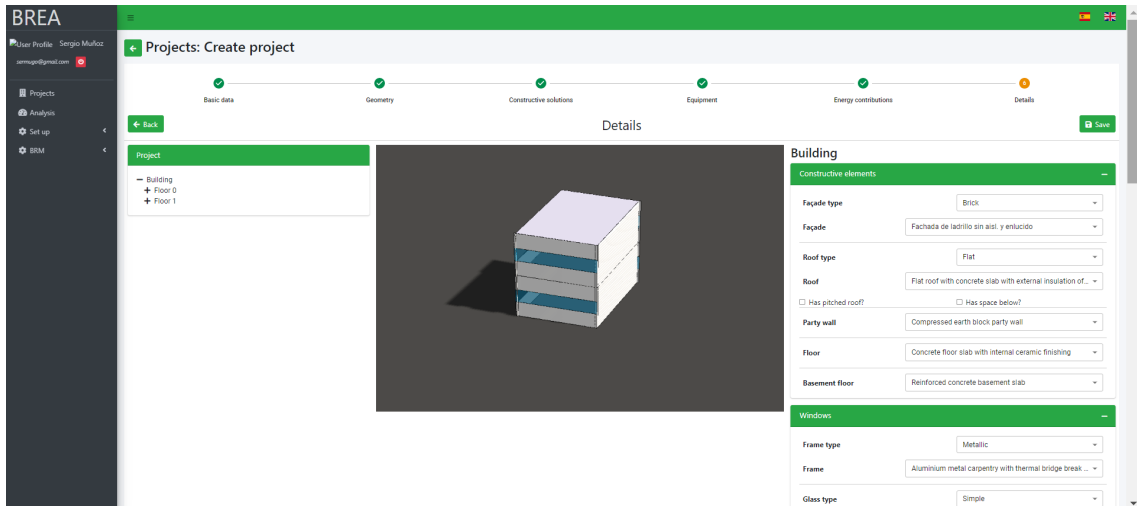 BREA
User Profile Sergio Muñoz
sermugo@gmail.com
Projects
Analysis
Set up
BRM
Projects: Create project
Basic data
Geometry
Constructive solutions
Equipment
Energy contributions
6
Details
Back
Details
Save
Project
Building
Floor 0
Floor 1
Building
Constructive elements
Façade type Brick
Façade Fachada de ladrillo sin aisl. y enlucido
Roof type Flat
Roof Flat roof with concrete slab with external insulation of...
Has pitched roof? Has space below?
Party wall Compressed earth block party wall
Floor Concrete floor slab with internal ceramic finishing
Basement floor Reinforced concrete basement slab
Windows
Frame type Metallic
Frame Aluminium metal carpentry with thermal bridge break ...
Glass type Simple